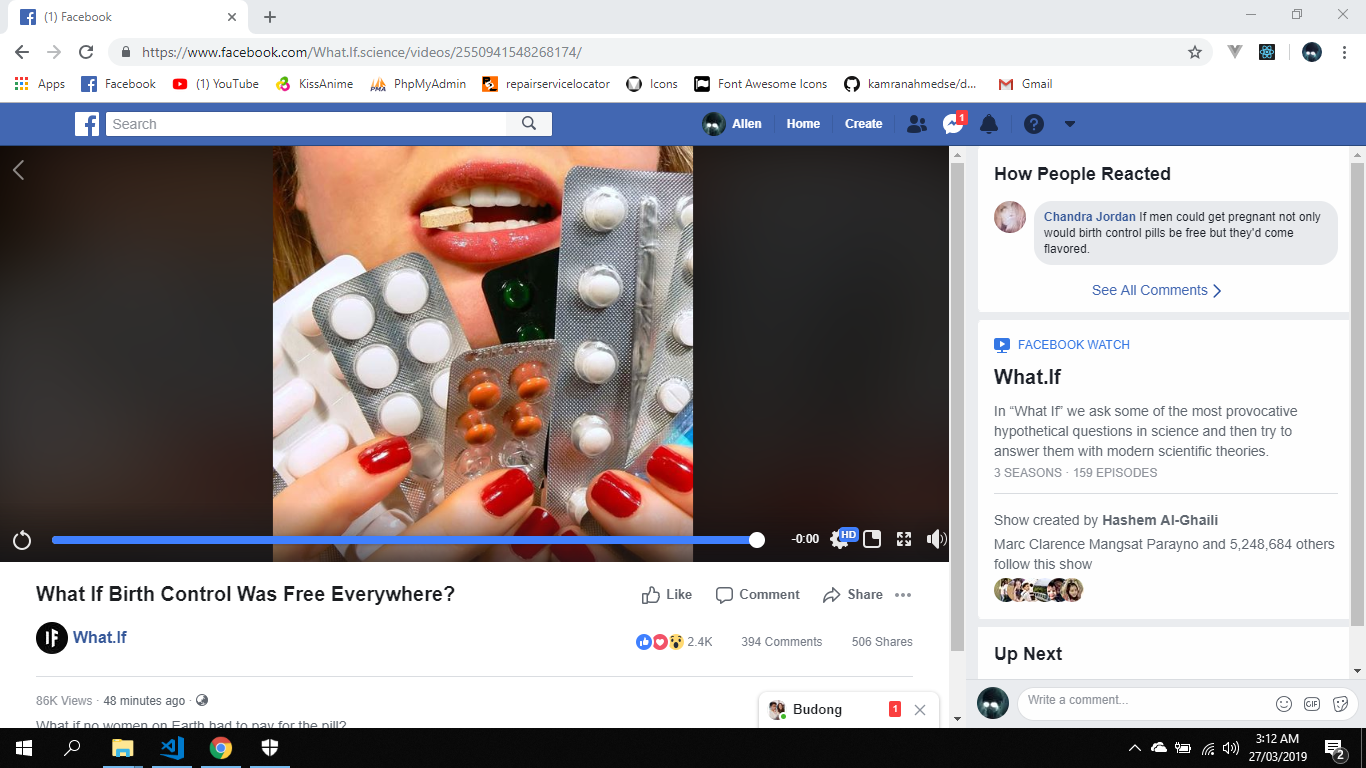 (1) Facebook
https://www.facebook.com/What.If.science/videos/2550941548268174/
Apps
Facebook
(1) YouTube
KissAnime
PMA
PhpMyAdmin
repairservicelocator
Icons
Font Awesome Icons
kamranahmedse/d...
Gmail
Search
Allen
Home
Create
1
-0:00
HD
What If Birth Control Was Free Everywhere?
Like
Comment
Share
IF
What.If
2.4K
394 Comments
506 Shares
86K Views · 48 minutes ago ·
What if no women on Earth had to pay for the pill?
How People Reacted
Chandra Jordan If men could get pregnant not only
would birth control pills be free but they'd come
flavored.
See All Comments
FACEBOOK WATCH
What.If
In “What If” we ask some of the most provocative
hypothetical questions in science and then try to
answer them with modern scientific theories.
3 SEASONS · 159 EPISODES
Show created by Hashem Al-Ghaili
Marc Clarence Mangsat Parayno and 5,248,684 others
follow this show
Up Next
Write a comment...
GIF
Budong
1
3:12 AM
27/03/2019
2